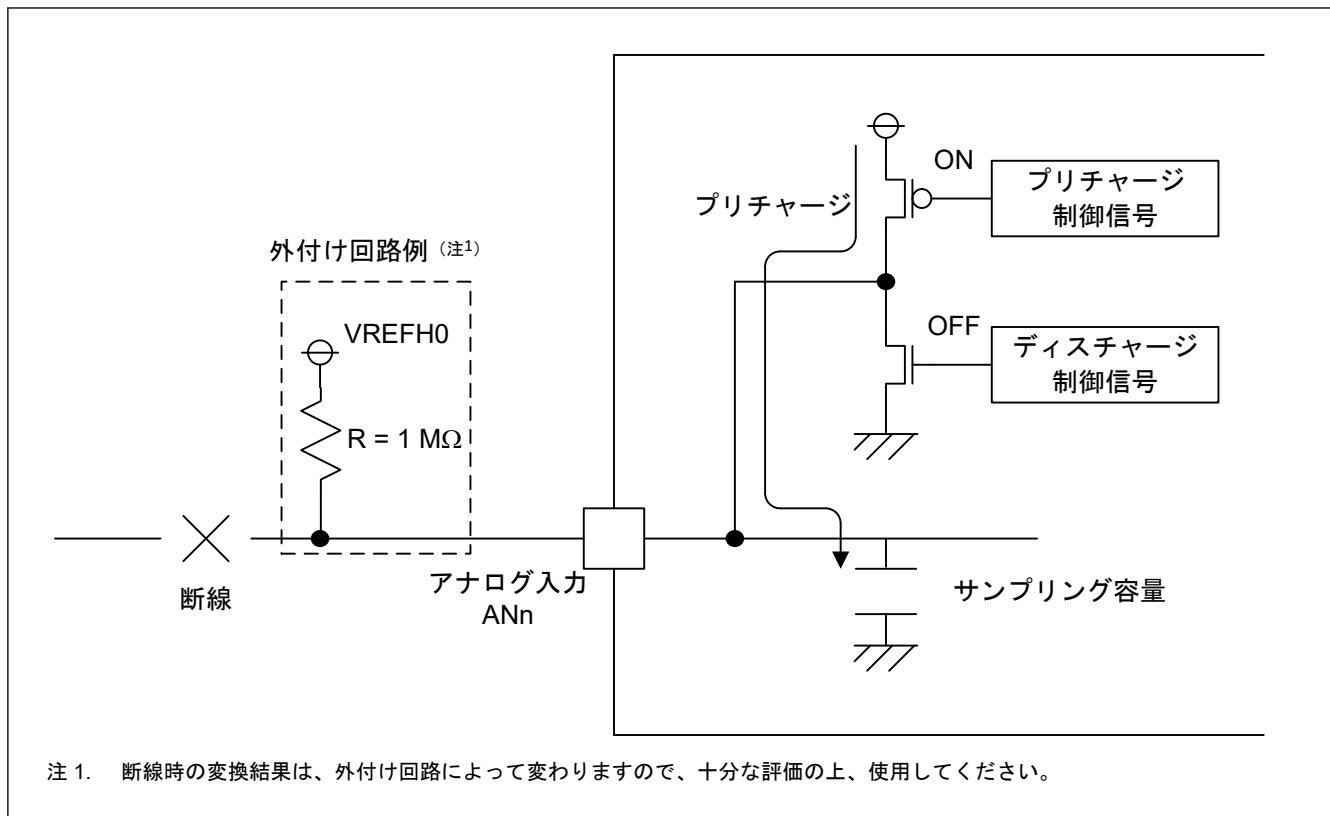 ON
プリチャージ
制御信号
プリチャージ
外付け回路例（注1）
VREFH0
R = 1 MΩ
OFF
ディスチャージ
制御信号
断線
アナログ入力
ANn
サンプリング容量
注 1. 断線時の変換結果は、外付け回路によって変わりますので、十分な評価の上、使用してください。